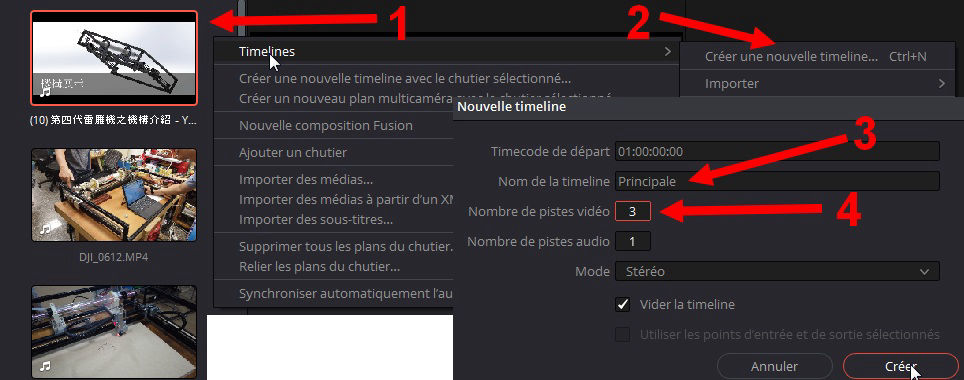 1
機構展示
(10) 第四代雷雕機之機構介紹 - Y...
DJI_0612.MP4
Timelines
Créer une nouvelle timeline avec le chutier sélectionné...
Créer un nouveau plan multicaméra avec le chutier sélectionné
Nouvelle composition Fusion
Ajouter un chutier
Importer des médias...
Importer des médias à partir d'un XM
Importer des sous-titres...
Supprimer tous les plans du chutier.
Relier les plans du chutier...
Synchroniser automatiquement l'au
2
Créer une nouvelle timeline... Ctrl+N
Importer
Nouvelle timeline
3
Timecode de départ 01:00:00:00
Nom de la timeline Principale
4
Nombre de pistes vidéo 3
Nombre de pistes audio 1
Mode Stéréo
Vider la timeline
Utiliser les points d'entrée et de sortie sélectionnés
Annuler Créer